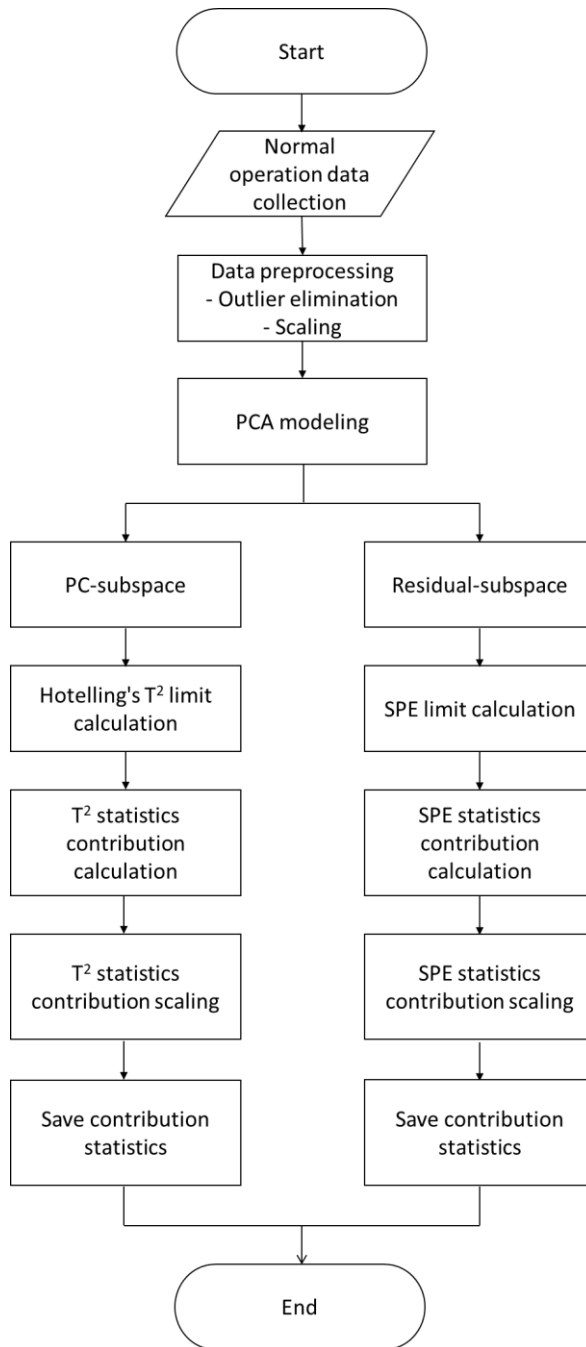 Start
Normal
operation data
collection
Data preprocessing
- Outlier elimination
- Scaling
PCA modeling
PC-subspace
Residual-subspace
Hotelling's T² limit
calculation
SPE limit calculation
T² statistics
contribution
calculation
SPE statistics
contribution
calculation
T² statistics
contribution scaling
SPE statistics
contribution scaling
Save contribution
statistics
Save contribution
statistics
End